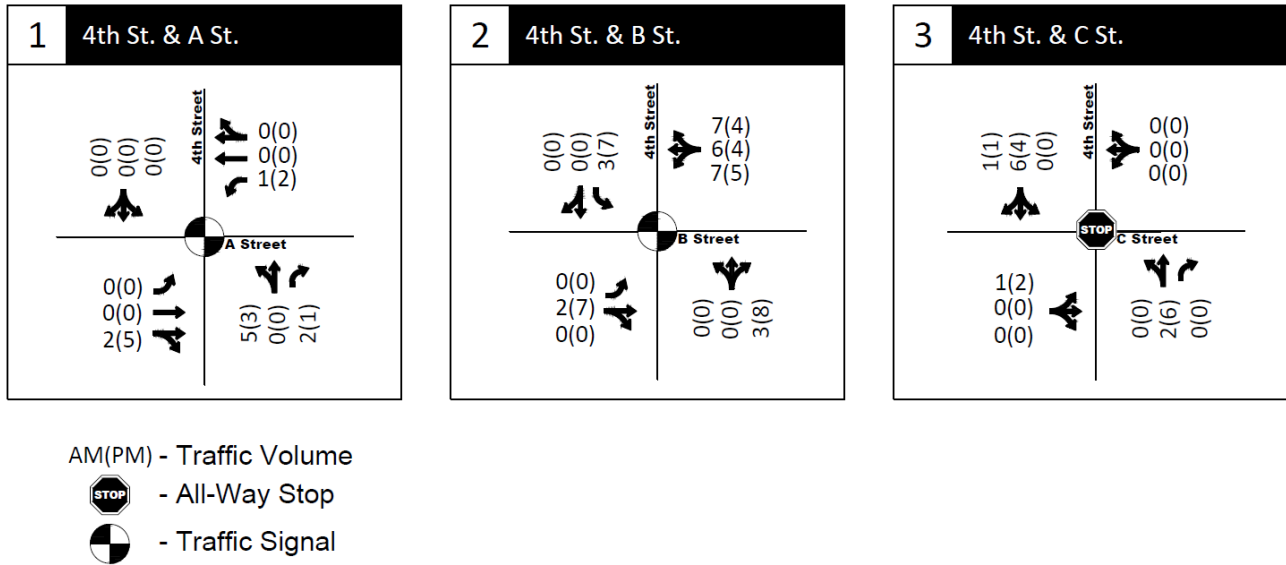 1 4th St. & A St.
4th Street
0(0) 0(0) 0(0)
0(0)
0(0)
1(2)
A Street
0(0)
0(0)
2(5)
5(3) 0(0) 2(1)
2 4th St. & B St.
4th Street
0(0) 0(0) 3(7)
7(4)
6(4)
7(5)
B Street
0(0)
2(7)
0(0)
0(0) 0(0) 3(8)
3 4th St. & C St.
4th Street
1(1) 6(4) 0(0)
0(0)
0(0)
0(0)
STOP
C Street
1(2)
0(0)
0(0)
0(0) 2(6) 0(0)
AM(PM) - Traffic Volume
STOP - All-Way Stop
- Traffic Signal